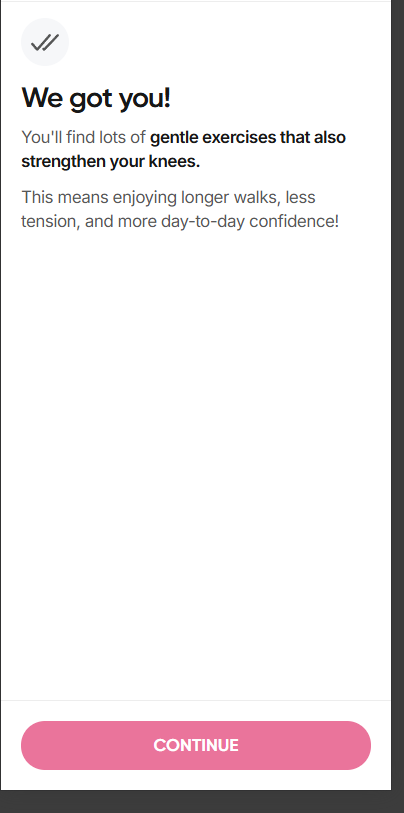 We got you!
You'll find lots of gentle exercises that also
strengthen your knees.
This means enjoying longer walks, less
tension, and more day-to-day confidence!
CONTINUE